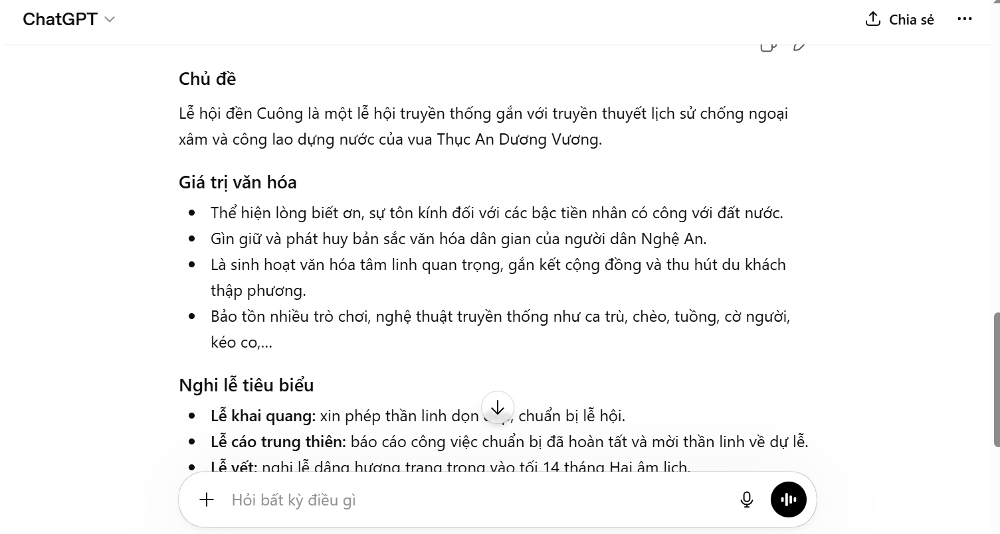 ChatGPT
Chia sẻ
Chủ đề
Lễ hội đền Cuông là một lễ hội truyền thống gắn với truyền thuyết lịch sử chống ngoại
xâm và công lao dựng nước của vua Thục An Dương Vương.
Giá trị văn hóa
Thể hiện lòng biết ơn, sự tôn kính đối với các bậc tiền nhân có công với đất nước.
Gìn giữ và phát huy bản sắc văn hóa dân gian của người dân Nghệ An.
Là sinh hoạt văn hóa tâm linh quan trọng, gắn kết cộng đồng và thu hút du khách
thập phương.
Bảo tồn nhiều trò chơi, nghệ thuật truyền thống như ca trù, chèo, tuồng, cờ người,
kéo co,...
Nghi lễ tiêu biểu
Lễ khai quang: xin phép thần linh dọn , chuẩn bị lễ hội.
Lễ cáo trung thiên: báo cáo công việc chuẩn bị đã hoàn tất và mời thần linh về dự lễ.
Lễ yết: nghi lễ dâng hương trang trọng vào tối 14 tháng Hai âm lịch.
Hỏi bất kỳ điều gì